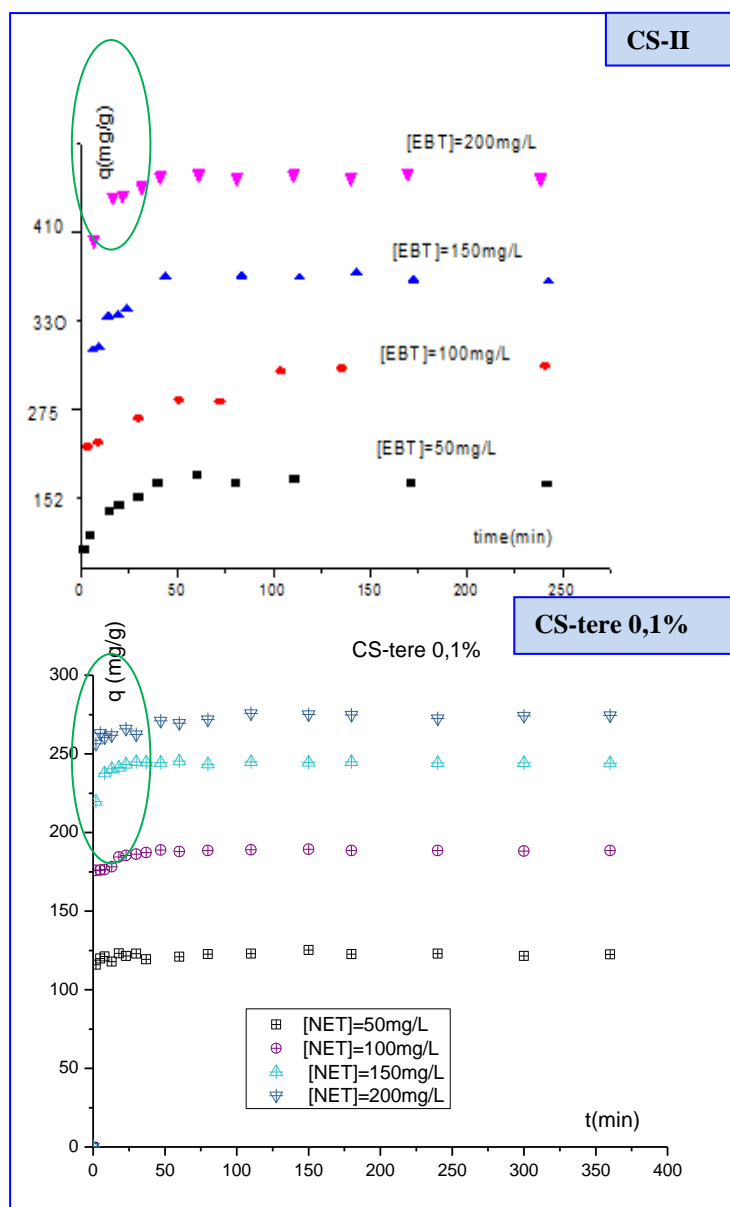 CS-II
q(mg/g)
[EBT]=200mg/L
410
[EBT]=150mg/L
330
[EBT]=100mg/L
275
[EBT]=50mg/L
152
time(min)
0 50 100 150 200 250
CS-tere 0,1%
CS-tere 0,1%
q (mg/g)
300
250
200
150
100
[NET]=50mg/L
[NET]=100mg/L
50
[NET]=150mg/L
[NET]=200mg/L
t(min)
0
0 50 100 150 200 250 300 350 400